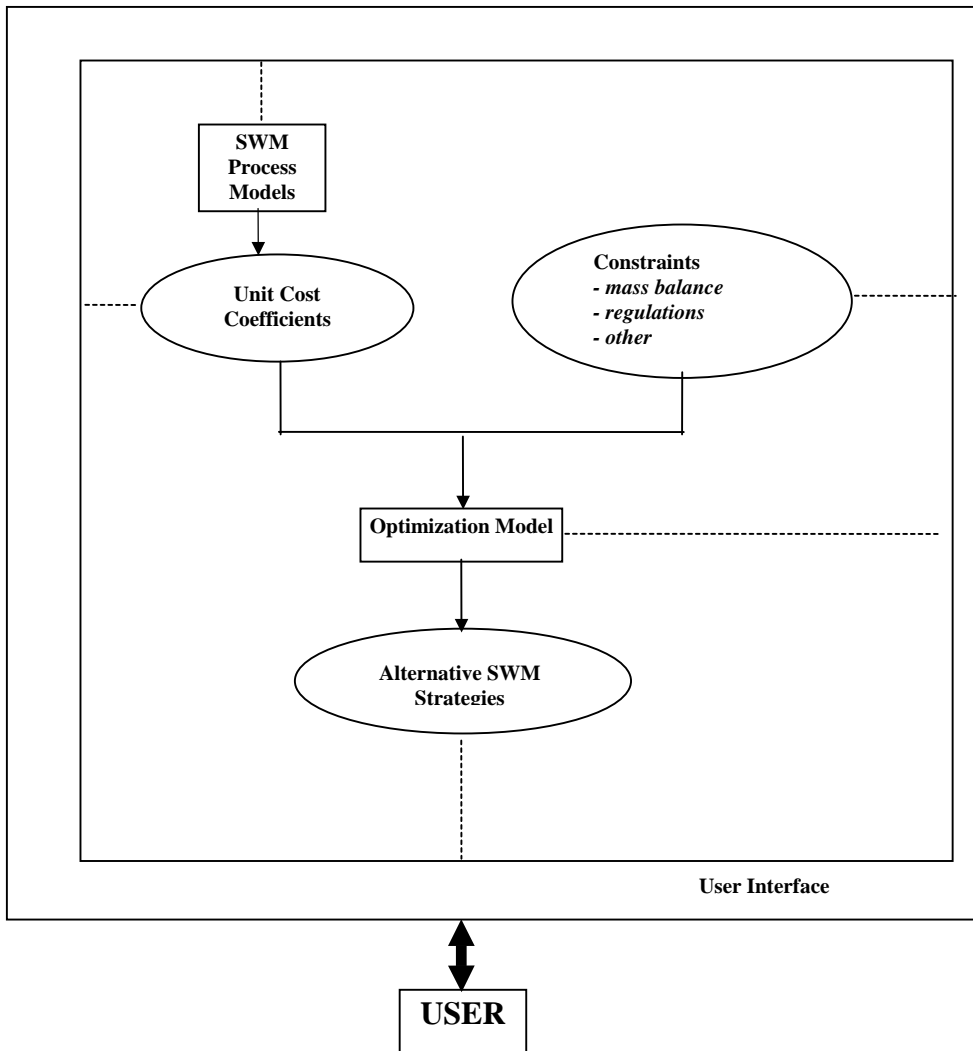 SWM
Process
Models
Unit Cost
Coefficients
Constraints
- mass balance
- regulations
- other
Optimization Model
Alternative SWM
Strategies
User Interface
USER